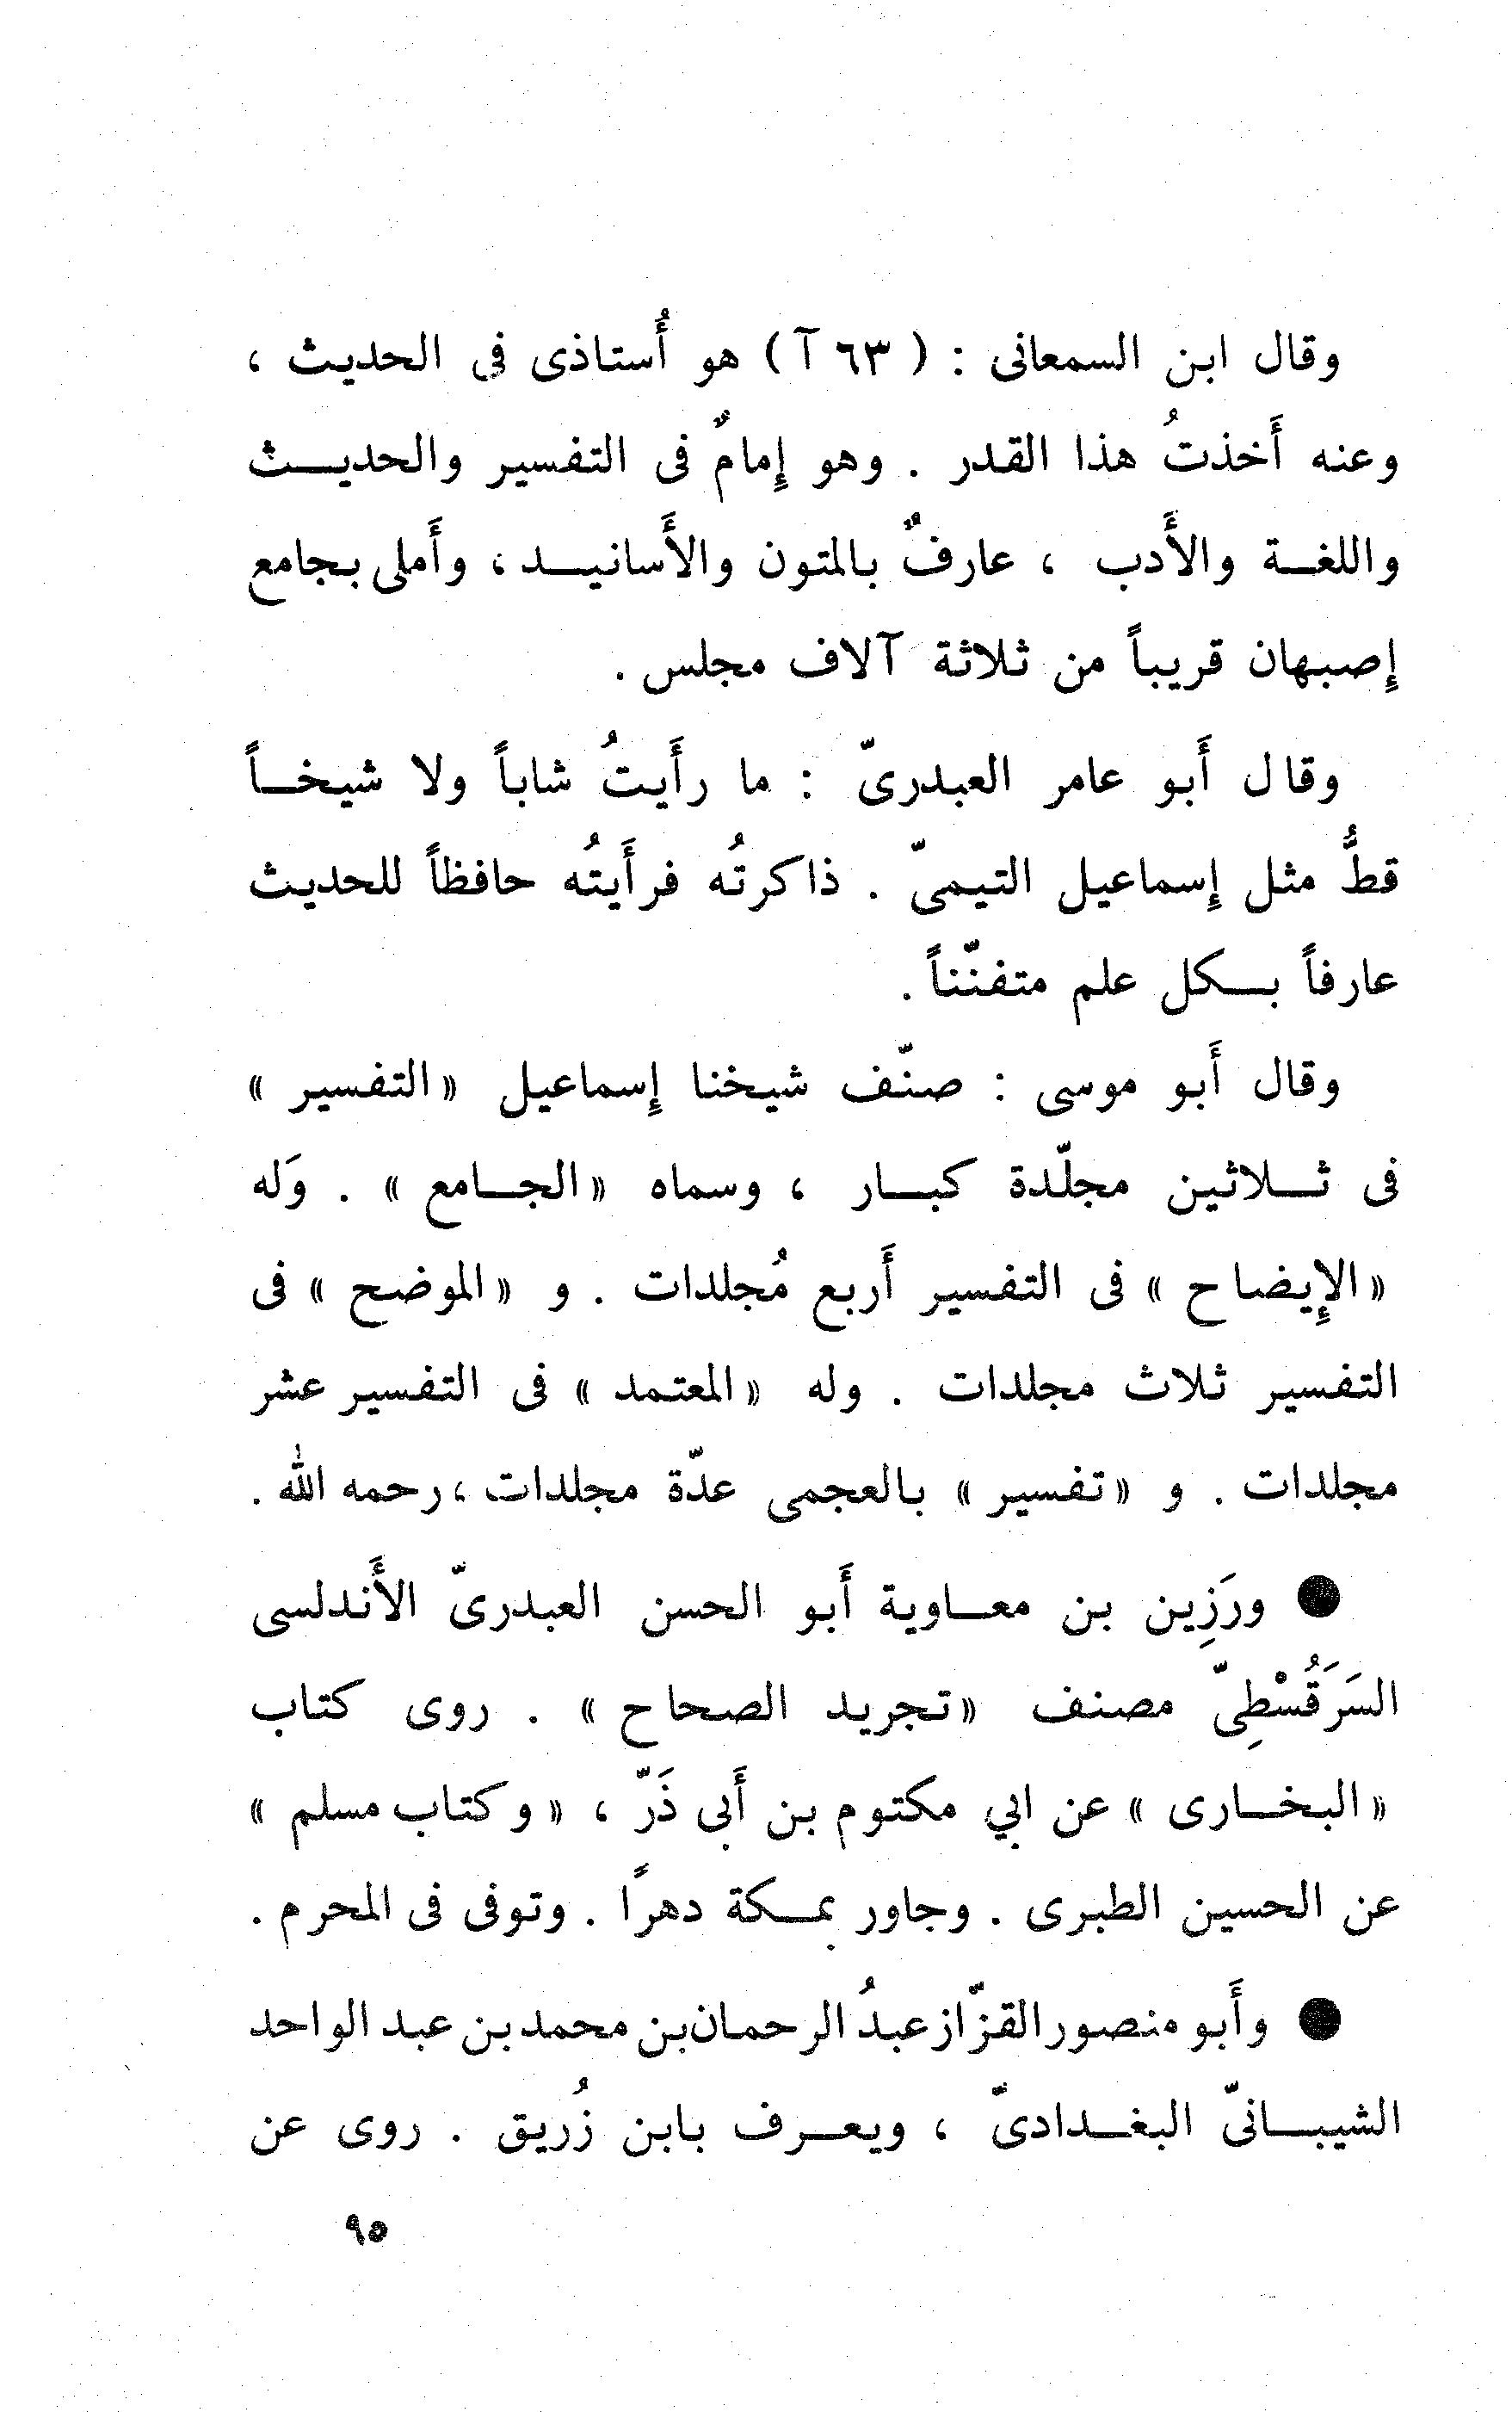 وقال ابن السمعانى : ( ٦٣ آ ) هو أُستاذى فى الحديث ،
وعنه أَخذتُ هذا القدر . وهو إِمامٌ فى التفسير والحديث
واللغة والأَدب ، عارفٌ بالمتون والأَسانيد ، وأَملى بجامع
إِصبهان قريباً من ثلاثة آلاف مجلس .
وقال أَبو عامر العبدرىّ : ما رأَيتُ شاباً ولا شيخاً
قطُّ مثل إِسماعيل التيمىّ . ذاكرتُه فرأَيتُه حافظاً للحديث
عارفاً بكل علم متفنّناً .
وقال أَبو موسى : صنّف شيخنا إِسماعيل «التفسير »
فى ثلاثين مجلّدة كبار ، وسماه «الجامع » . وَله
«الإِيضاح » فى التفسير أَربع مُجلدات . و «الموضح » فى
التفسير ثلاث مجلدات . وله «المعتمد » فى التفسير عشر
مجلدات . و «تفسير » بالعجمى عدّة مجلدات ، رحمه الله .
● ورَزِين بن معاوية أَبو الحسن العبدرىّ الأَندلسى
السَرَقُسْطِىّ مصنف «تجريد الصحاح » . روى كتاب
«البخارى » عن ابي مكتوم بن أَبى ذَرّ ، «وكتاب مسلم »
عن الحسين الطبرى . وجاور بمكة دهرًا . وتوفى فى المحرم .
● وأَبو منصور القزّاز عبدُ الرحمان بن محمد بن عبد الواحد
الشيبانىّ البغدادىّ ، ويعرف بابن زُريق . روى عن
٩٥